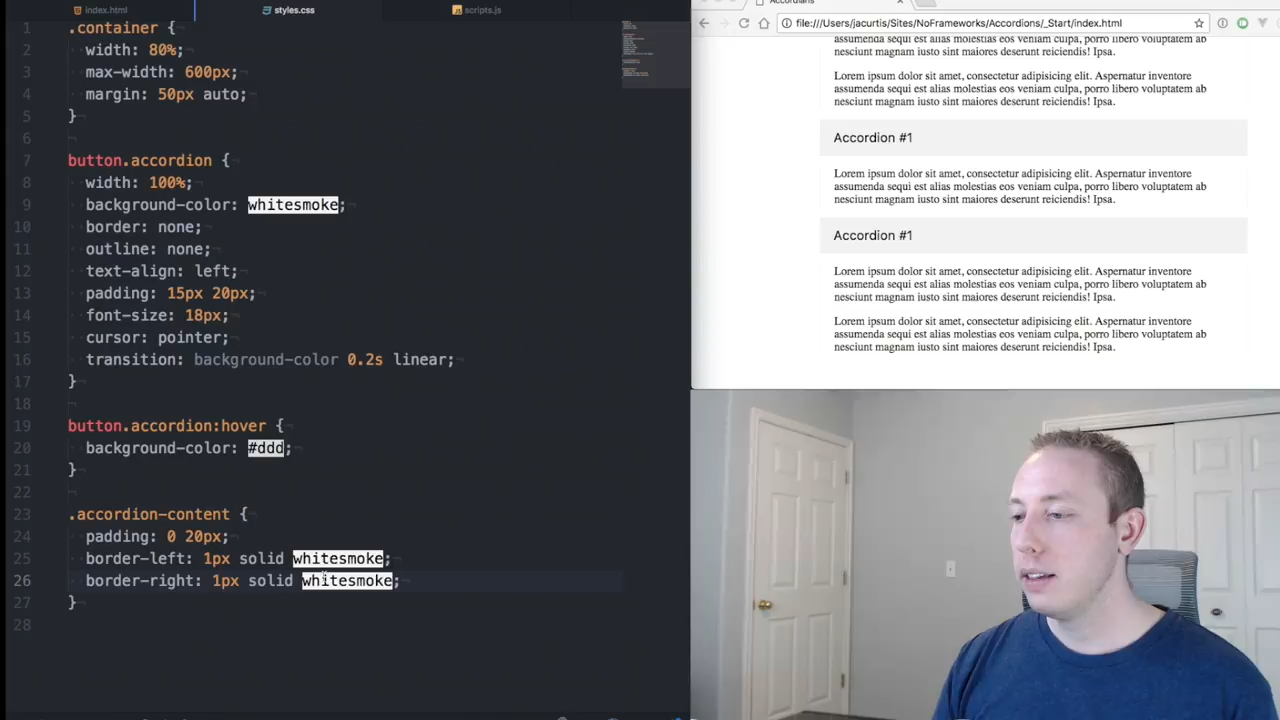 index.html
styles.css
scripts.js
1 .container {
2 width: 80%;
3 max-width: 600px;
4 margin: 50px auto;
5 }
6
7 button.accordion {
8 width: 100%;
9 background-color: whitesmoke;
10 border: none;
11 outline: none;
12 text-align: left;
13 padding: 15px 20px;
14 font-size: 18px;
15 cursor: pointer;
16 transition: background-color 0.2s linear;
17 }
18
19 button.accordion:hover {
20 background-color: #ddd;
21 }
22
23 .accordion-content {
24 padding: 0 20px;
25 border-left: 1px solid whitesmoke;
26 border-right: 1px solid whitesmoke;
27 }
28
Accordians
file:///Users/jacurtis/Sites/NoFrameworks/Accordions/_Start/index.html
assumenda sequi est alias molestias eos veniam culpa, porro libero voluptatem ab
nesciunt magnam iusto sint maiores deserunt reiciendis! Ipsa.
Lorem ipsum dolor sit amet, consectetur adipisicing elit. Aspernatur inventore
assumenda sequi est alias molestias eos veniam culpa, porro libero voluptatem ab
nesciunt magnam iusto sint maiores deserunt reiciendis! Ipsa.
Accordion #1
Lorem ipsum dolor sit amet, consectetur adipisicing elit. Aspernatur inventore
assumenda sequi est alias molestias eos veniam culpa, porro libero voluptatem ab
nesciunt magnam iusto sint maiores deserunt reiciendis! Ipsa.
Accordion #1
Lorem ipsum dolor sit amet, consectetur adipisicing elit. Aspernatur inventore
assumenda sequi est alias molestias eos veniam culpa, porro libero voluptatem ab
nesciunt magnam iusto sint maiores deserunt reiciendis! Ipsa.
Lorem ipsum dolor sit amet, consectetur adipisicing elit. Aspernatur inventore
assumenda sequi est alias molestias eos veniam culpa, porro libero voluptatem ab
nesciunt magnam iusto sint maiores deserunt reiciendis! Ipsa.